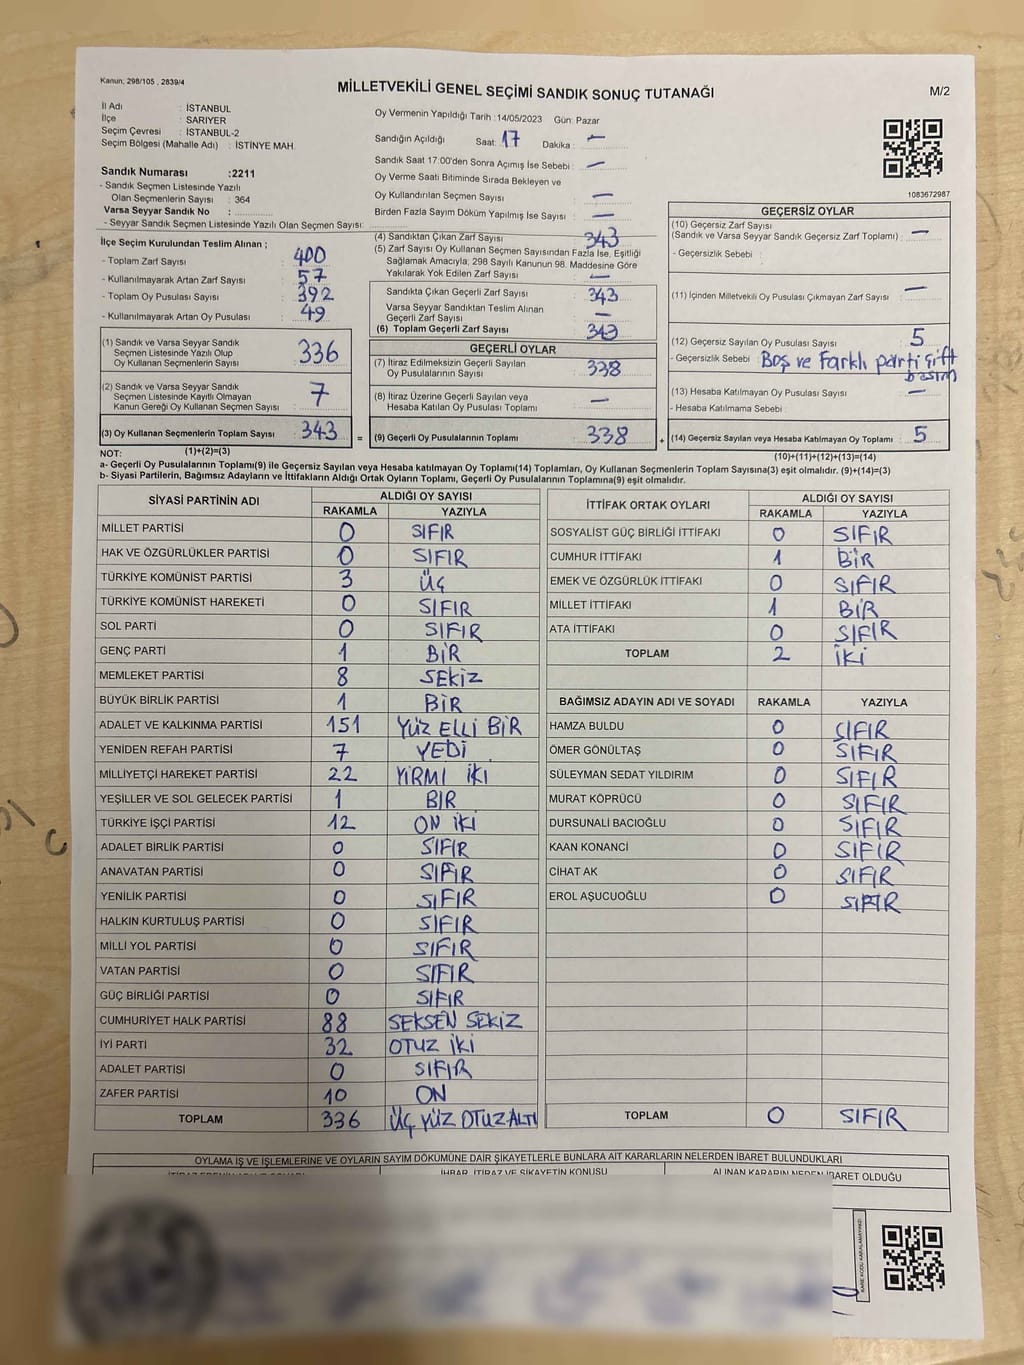 Kanun; 298/105 , 2839/4
MİLLETVEKİLİ GENEL SEÇİMİ SANDIK SONUÇ TUTANAĞI
M/2
İl Adı : İSTANBUL
İlçe : SARIYER
Seçim Çevresi : İSTANBUL-2
Seçim Bölgesi (Mahalle Adı) : İSTİNYE MAH.
Oy Vermenin Yapıldığı Tarih :14/05/2023 Gün: Pazar
Sandığın Açıldığı Saat: 17 Dakika : —
Sandık Saat 17:00'den Sonra Açımış İse Sebebi : —
Oy Verme Saati Bitiminde Sırada Bekleyen ve
Oy Kullandırılan Seçmen Sayısı —
Birden Fazla Sayım Döküm Yapılmış İse Sayısı : —
1083672987
Sandık Numarası :2211
- Sandık Seçmen Listesinde Yazılı
Olan Seçmenlerin Sayısı : 364
Varsa Seyyar Sandık No :
- Seyyar Sandık Seçmen Listesinde Yazılı Olan Seçmen Sayısı:
İlçe Seçim Kurulundan Teslim Alınan ;
- Toplam Zarf Sayısı : 400
- Kullanılmayarak Artan Zarf Sayısı : 57
- Toplam Oy Pusulası Sayısı : 392
- Kullanılmayarak Artan Oy Pusulası : 49
(1) Sandık ve Varsa Seyyar Sandık
Seçmen Listesinde Yazılı Olup
Oy Kullanan Seçmenlerin Sayısı 336
(2) Sandık ve Varsa Seyyar Sandık
Seçmen Listesinde Kayıtlı Olmayan
Kanun Gereği Oy Kullanan Seçmen Sayısı 7
(3) Oy Kullanan Seçmenlerin Toplam Sayısı 343
(1)+(2)=(3)
(4) Sandıktan Çıkan Zarf Sayısı 343
(5) Zarf Sayısı Oy Kullanan Seçmen Sayısından Fazla İse, Eşitliği
Sağlamak Amacıyla, 298 Sayılı Kanunun 98. Maddesine Göre
Yakılarak Yok Edilen Zarf Sayısı —
Sandıkta Çıkan Geçerli Zarf Sayısı 343
Varsa Seyyar Sandıktan Teslim Alınan
Geçerli Zarf Sayısı —
(6) Toplam Geçerli Zarf Sayısı 343
GEÇERLİ OYLAR
(7) İtiraz Edilmeksizin Geçerli Sayılan
Oy Pusulalarının Sayısı 338
(8) İtiraz Üzerine Geçerli Sayılan veya
Hesaba Katılan Oy Pusulası Toplamı —
= (9) Geçerli Oy Pusulalarının Toplamı 338
GEÇERSİZ OYLAR
(10) Geçersiz Zarf Sayısı
(Sandık ve Varsa Seyyar Sandık Geçersiz Zarf Toplamı) : —
- Geçersizlik Sebebi :
(11) İçinden Milletvekili Oy Pusulası Çıkmayan Zarf Sayısı : —
(12) Geçersiz Sayılan Oy Pusulası Sayısı : 5
- Geçersizlik Sebebi : Boş ve Farklı parti çift
basım
(13) Hesaba Katılmayan Oy Pusulası Sayısı : —
- Hesaba Katılmama Sebebi :
+ (14) Geçersiz Sayılan veya Hesaba Katılmayan Oy Toplamı 5
(10)+(11)+(12)+(13)=(14)
NOT:
a- Geçerli Oy Pusulalarının Toplamı(9) ile Geçersiz Sayılan veya Hesaba katılmayan Oy Toplamı(14) Toplamları, Oy Kullanan Seçmenlerin Toplam Sayısına(3) eşit olmalıdır. (9)+(14)=(3)
b- Siyasi Partilerin, Bağımsız Adayların ve İttifakların Aldığı Ortak Oyların Toplamı, Geçerli Oy Pusulalarının Toplamına(9) eşit olmalıdır.
SİYASİ PARTİNİN ADI ALDIĞI OY SAYISI
RAKAMLA YAZIYLA
MİLLET PARTİSİ 0 SIFIR
HAK VE ÖZGÜRLÜKLER PARTİSİ 0 SIFIR
TÜRKİYE KOMÜNİST PARTİSİ 3 ÜÇ
TÜRKİYE KOMÜNİST HAREKETİ 0 SIFIR
SOL PARTİ 0 SIFIR
GENÇ PARTİ 1 BİR
MEMLEKET PARTİSİ 8 SEKİZ
BÜYÜK BİRLİK PARTİSİ 1 BİR
ADALET VE KALKINMA PARTİSİ 151 YÜZ ELLİ BİR
YENİDEN REFAH PARTİSİ 7 YEDİ
MİLLİYETÇİ HAREKET PARTİSİ 22 YİRMİ İKİ
YEŞİLLER VE SOL GELECEK PARTİSİ 1 BIR
TÜRKİYE İŞÇİ PARTİSİ 12 ON İKİ
ADALET BİRLİK PARTİSİ 0 SIFIR
ANAVATAN PARTİSİ 0 SIFIR
YENİLİK PARTİSİ 0 SIFIR
HALKIN KURTULUŞ PARTİSİ 0 SIFIR
MİLLİ YOL PARTİSİ 0 SIFIR
VATAN PARTİSİ 0 SIFIR
GÜÇ BİRLİĞİ PARTİSİ 0 SIFIR
CUMHURİYET HALK PARTİSİ 88 SEKSEN SEKİZ
İYİ PARTİ 32 OTUZ İKİ
ADALET PARTİSİ 0 SIFIR
ZAFER PARTİSİ 10 ON
TOPLAM 336 ÜÇ YÜZ OTUZ ALTI
İTTİFAK ORTAK OYLARI ALDIĞI OY SAYISI
RAKAMLA YAZIYLA
SOSYALİST GÜÇ BİRLİĞİ İTTİFAKI 0 SIFIR
CUMHUR İTTİFAKI 1 BİR
EMEK VE ÖZGÜRLÜK İTTİFAKI 0 SIFIR
MİLLET İTTİFAKI 1 BİR
ATA İTTİFAKI 0 SIFIR
TOPLAM 2 İKİ
BAĞIMSIZ ADAYIN ADI VE SOYADI RAKAMLA YAZIYLA
HAMZA BULDU 0 SIFIR
ÖMER GÖNÜLTAŞ 0 SIFIR
SÜLEYMAN SEDAT YILDIRIM 0 SIFIR
MURAT KÖPRÜCÜ 0 SIFIR
DURSUNALİ BACIOĞLU 0 SIFIR
KAAN KONANCİ 0 SIFIR
CİHAT AK 0 SIFIR
EROL AŞUCUOĞLU 0 SIFIR
TOPLAM 0 SIFIR
OYLAMA İŞ VE İŞLEMLERİNE VE OYLARIN SAYIM DÖKÜMÜNE DAİR ŞİKAYETLERLE BUNLARA AİT KARARLARIN NELERDEN İBARET BULUNDUKLARI
İHBAR, İTİRAZ VE ŞİKAYETİN KONUSU
ALINAN KARARIN NEDEN İBARET OLDUĞU